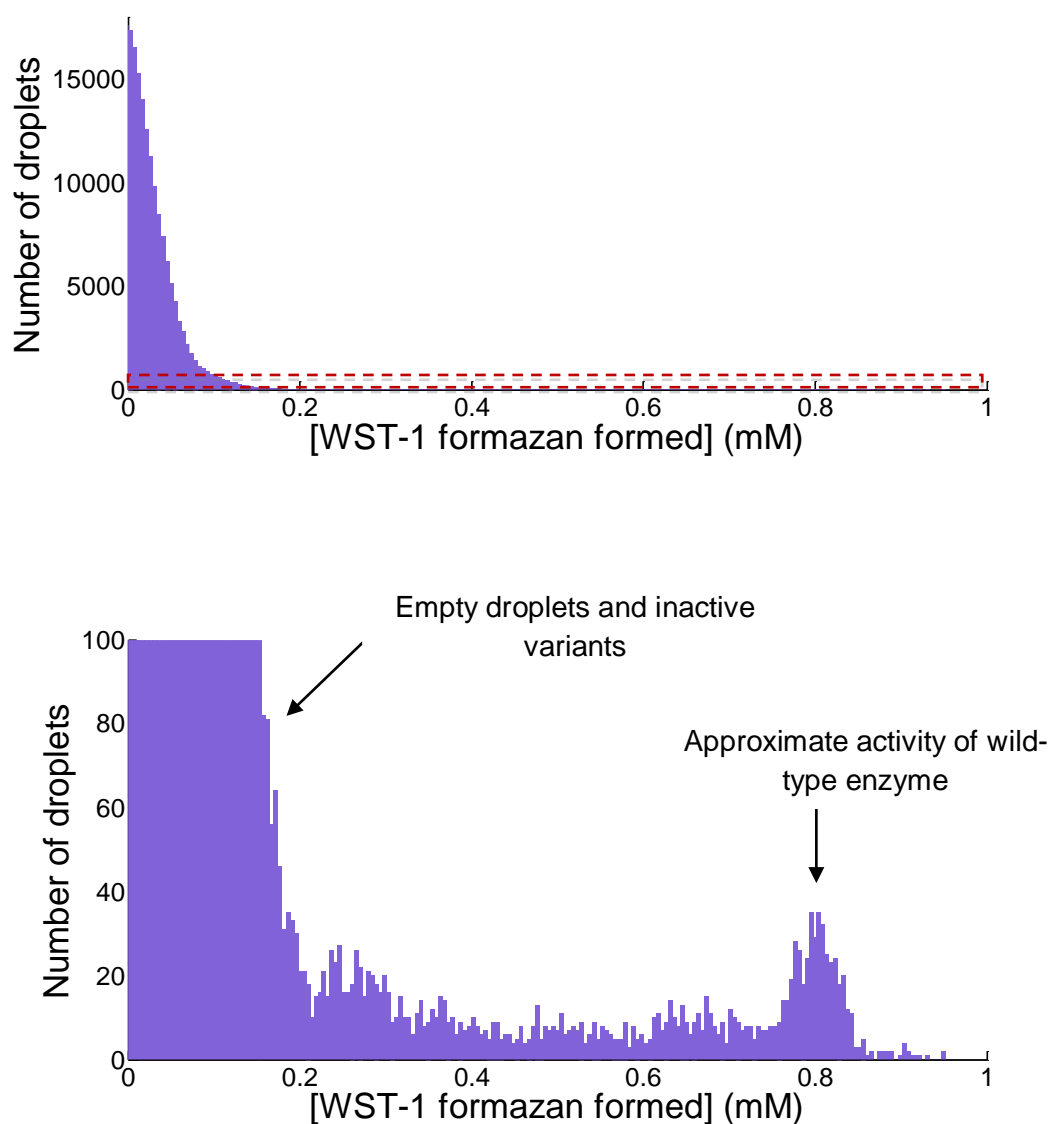 15000
10000
5000
0
Number of droplets
0 0.2 0.4 0.6 0.8 1
[WST-1 formazan formed] (mM)
Empty droplets and inactive
variants
Approximate activity of wild-
type enzyme
100
80
60
40
20
0
Number of droplets
0 0.2 0.4 0.6 0.8 1
[WST-1 formazan formed] (mM)